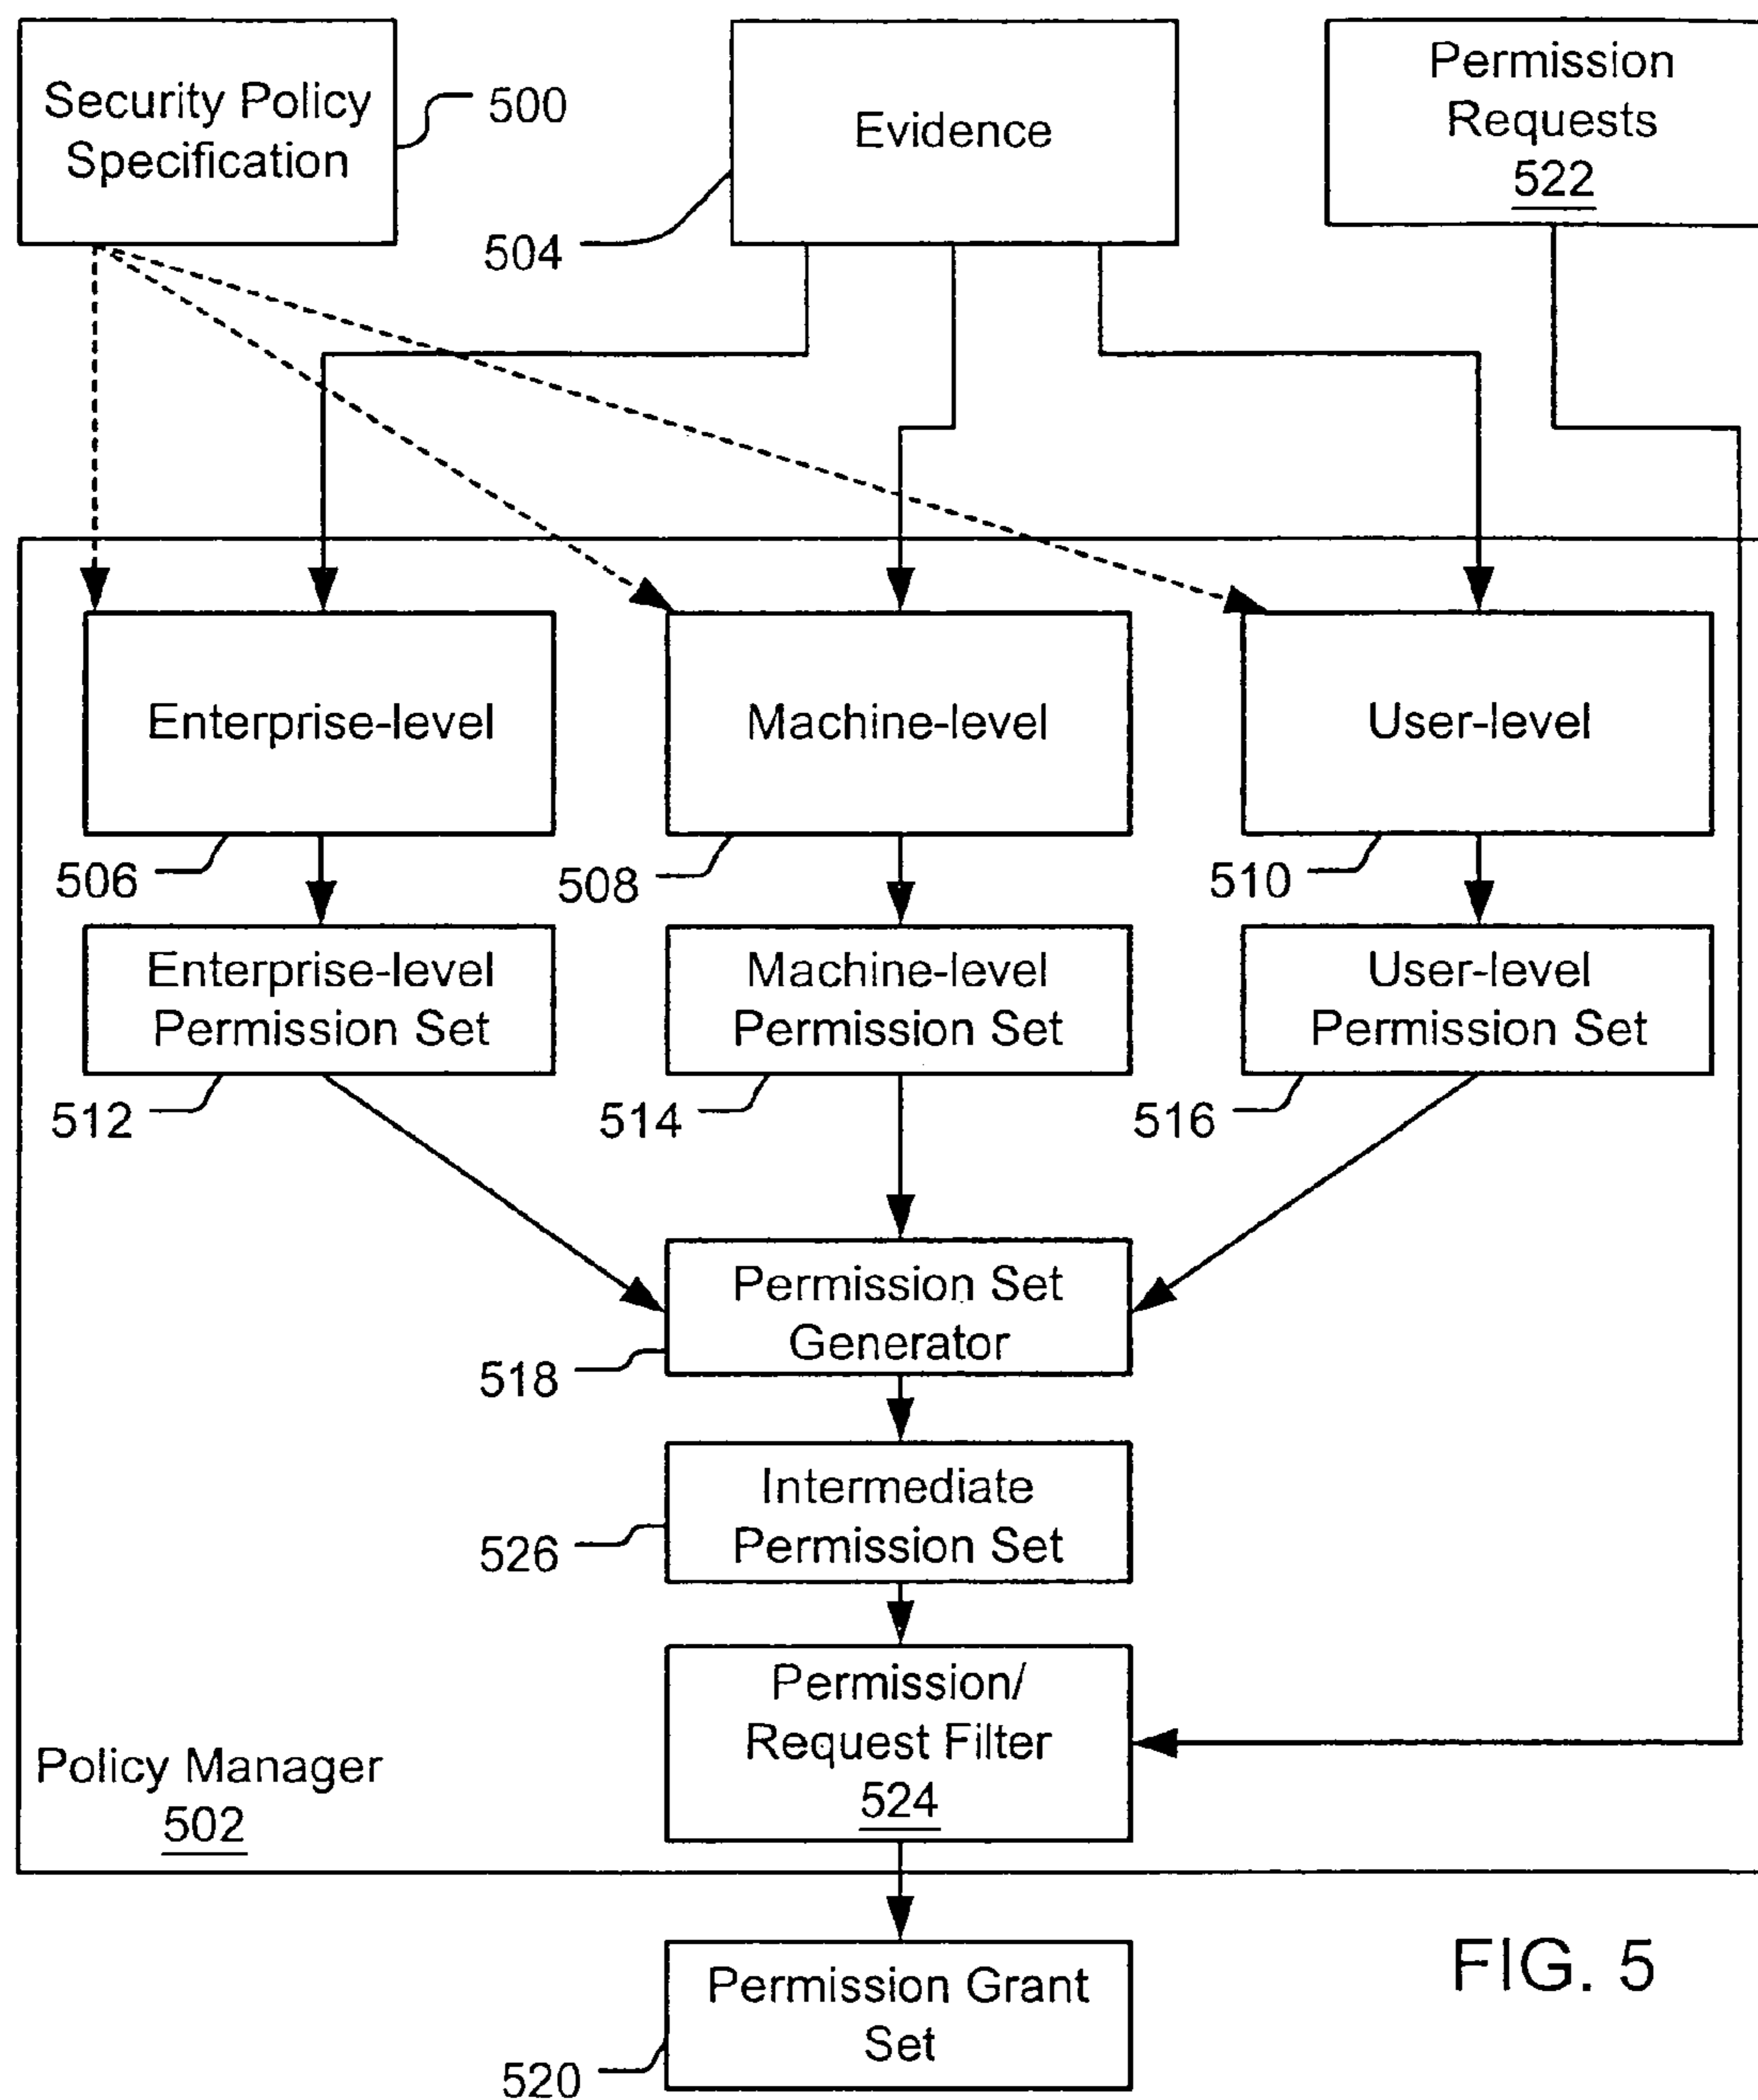 Security Policy
Specification
500
Evidence
504
Permission
Requests
522
Enterprise-level
506
Machine-level
508
User-level
510
Enterprise-level
Permission Set
512
Machine-level
Permission Set
514
User-level
Permission Set
516
Permission Set
Generator
518
Intermediate
Permission Set
526
Permission/
Request Filter
524
Policy Manager
502
Permission Grant
Set
520
FIG. 5